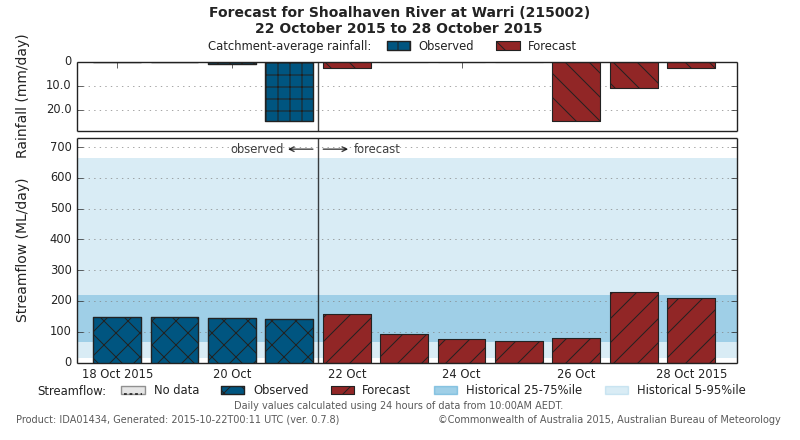 Forecast for Shoalhaven River at Warri (215002)
22 October 2015 to 28 October 2015
Catchment-average rainfall: Observed Forecast
Rainfall (mm/day)
0
10.0
20.0
observed forecast
Streamflow (ML/day)
700
600
500
400
300
200
100
0
18 Oct 2015 20 Oct 22 Oct 24 Oct 26 Oct 28 Oct 2015
Streamflow: No data Observed Forecast Historical 25-75%ile Historical 5-95%ile
Daily values calculated using 24 hours of data from 10:00AM AEDT.
Product: IDA01434, Generated: 2015-10-22T00:11 UTC (ver. 0.7.8) ©Commonwealth of Australia 2015, Australian Bureau of Meteorology